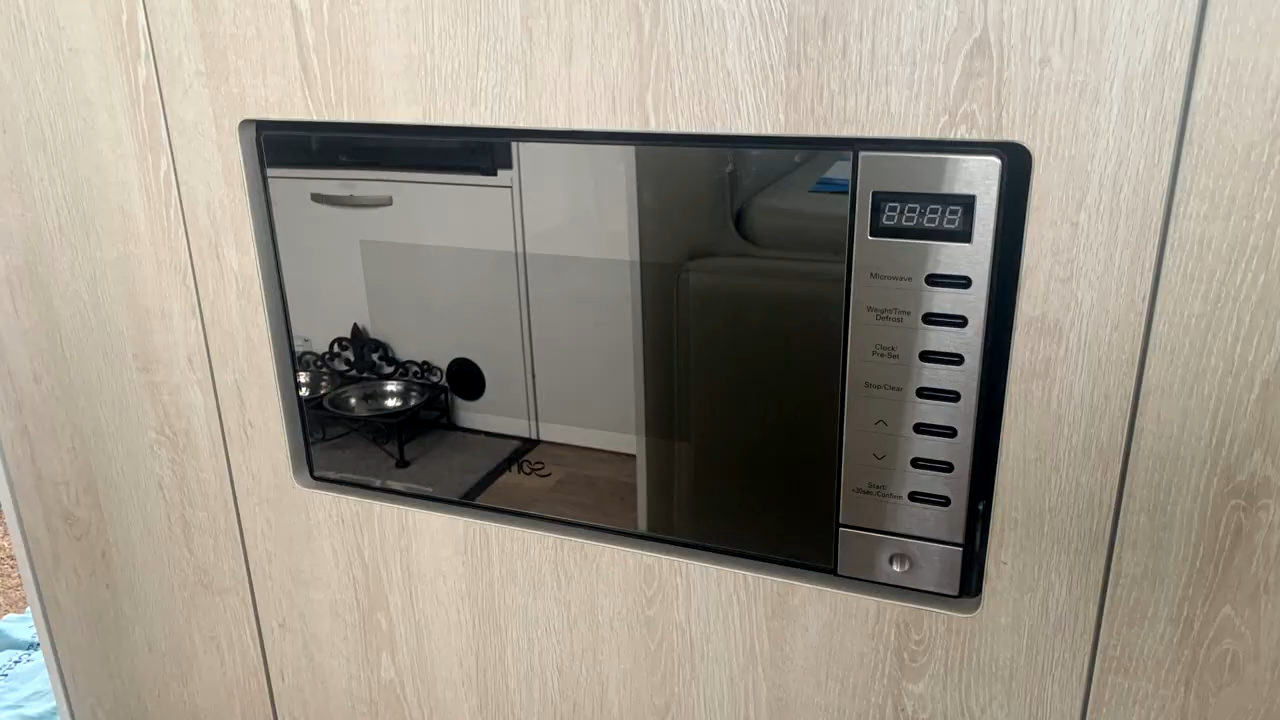 88:88
Microwave
Weight/Time
Defrost
Clock/
Pre-Set
Stop/Clear
Start/
+30sec./Confirm